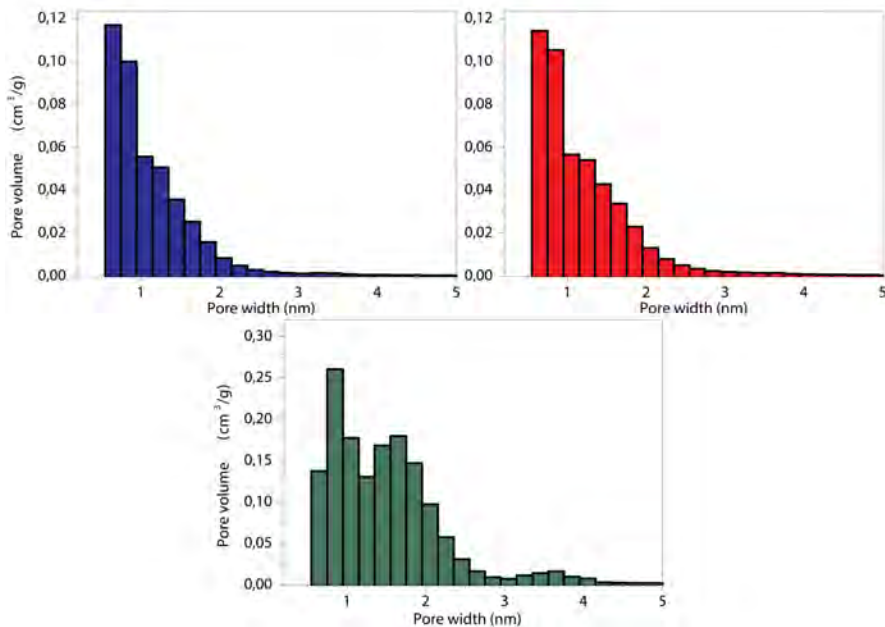 0,12
0,10
0,08
0,06
0,04
0,02
0,00
Pore volume (cm³/g)
1 2 3 4 5
Pore width (nm)
0,12
0,10
0,08
0,06
0,04
0,02
0,00
1 2 3 4 5
Pore width (nm)
0,30
0,25
0,20
0,15
0,10
0,05
0,00
Pore volume (cm³/g)
1 2 3 4 5
Pore width (nm)